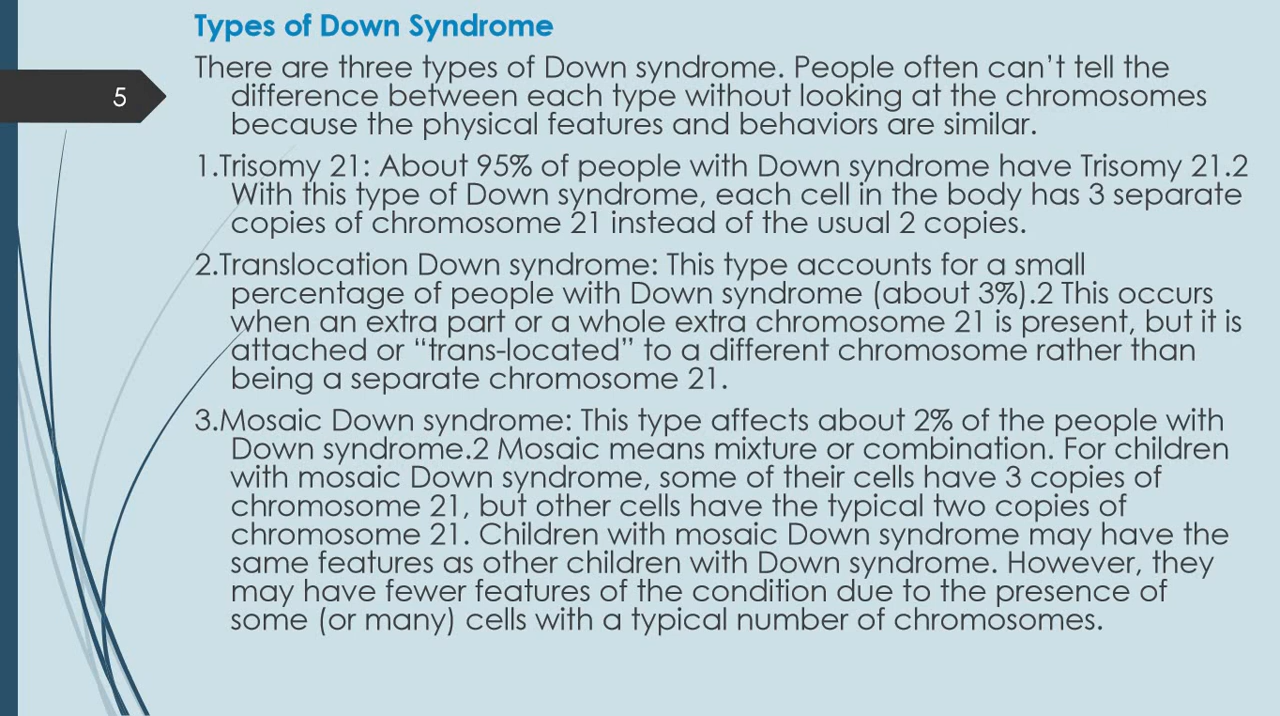 Types of Down Syndrome
There are three types of Down syndrome. People often can’t tell the
difference between each type without looking at the chromosomes
because the physical features and behaviors are similar.
5
1.Trisomy 21: About 95% of people with Down syndrome have Trisomy 21.2
With this type of Down syndrome, each cell in the body has 3 separate
copies of chromosome 21 instead of the usual 2 copies.
2.Translocation Down syndrome: This type accounts for a small
percentage of people with Down syndrome (about 3%).2 This occurs
when an extra part or a whole extra chromosome 21 is present, but it is
attached or “trans-located” to a different chromosome rather than
being a separate chromosome 21.
3.Mosaic Down syndrome: This type affects about 2% of the people with
Down syndrome.2 Mosaic means mixture or combination. For children
with mosaic Down syndrome, some of their cells have 3 copies of
chromosome 21, but other cells have the typical two copies of
chromosome 21. Children with mosaic Down syndrome may have the
same features as other children with Down syndrome. However, they
may have fewer features of the condition due to the presence of
some (or many) cells with a typical number of chromosomes.